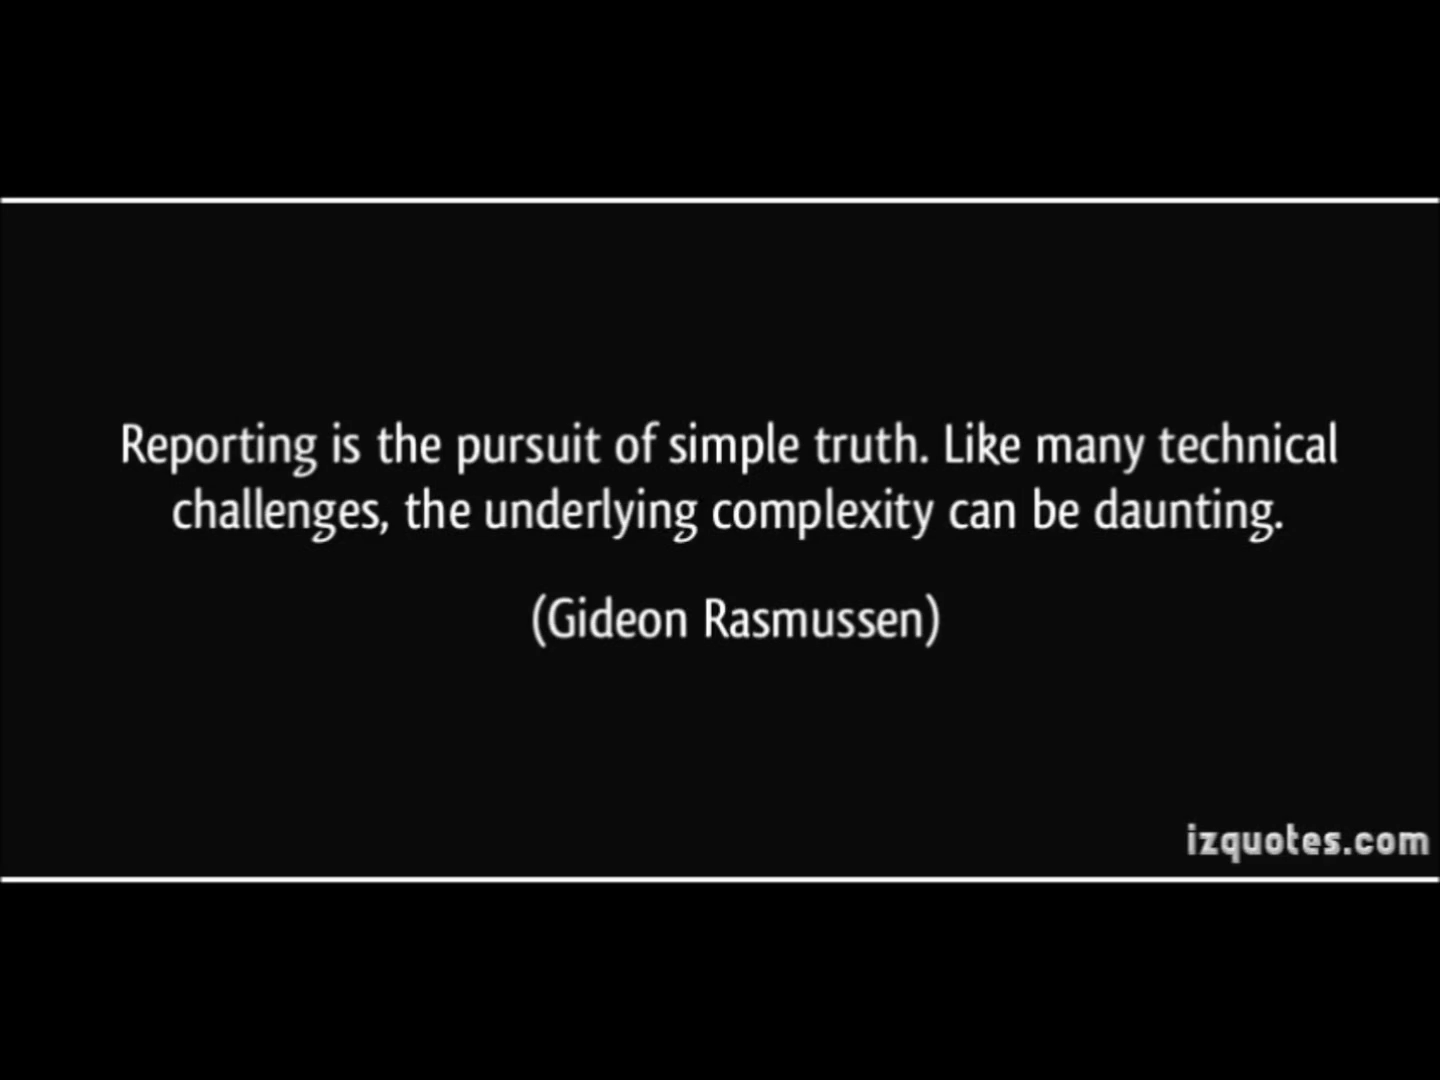 Reporting is the pursuit of simple truth. Like many technical
challenges, the underlying complexity can be daunting.
(Gideon Rasmussen)
izquotes.com